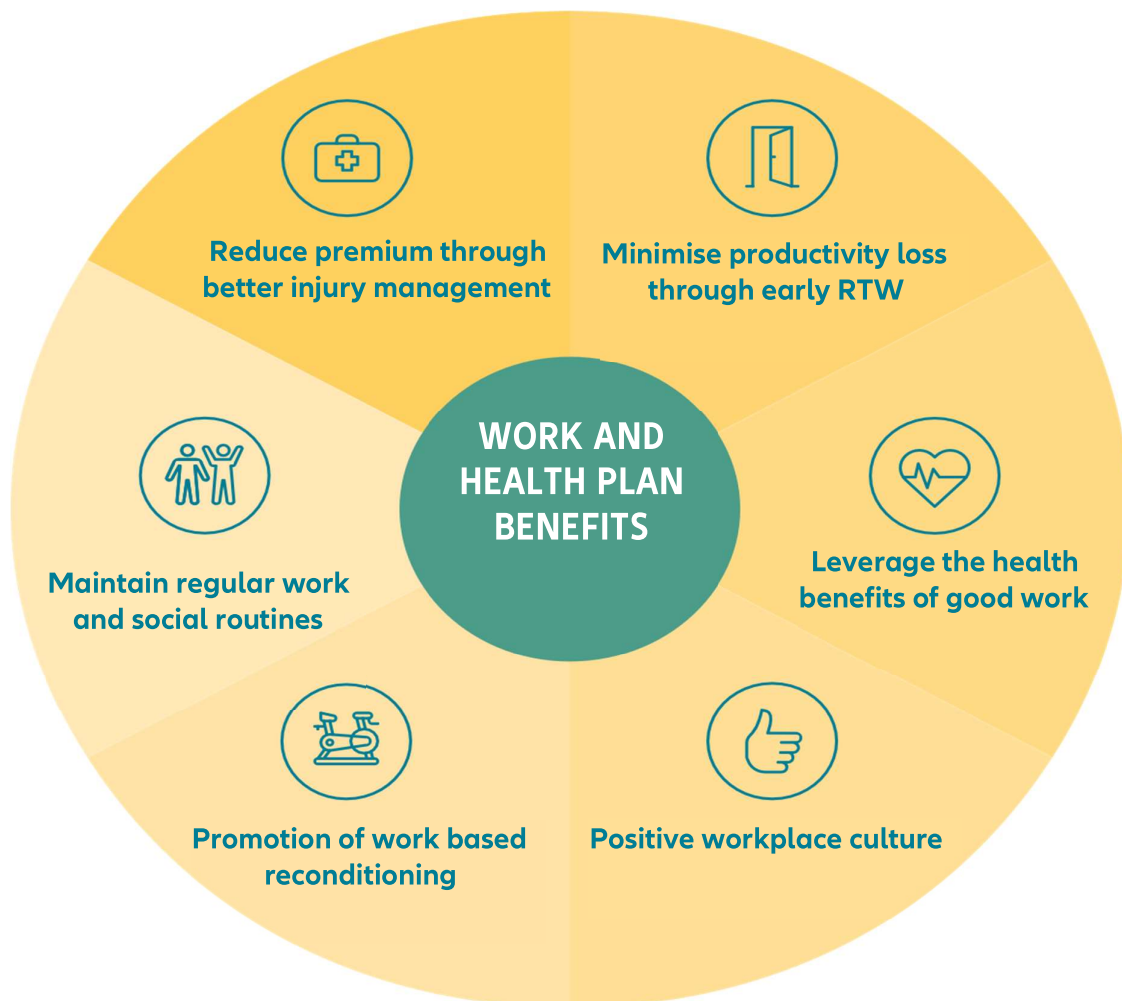 Reduce premium through
better injury management
Minimise productivity loss
through early RTW
WORK AND
HEALTH PLAN
BENEFITS
Maintain regular work
and social routines
Leverage the health
benefits of good work
Promotion of work based
reconditioning
Positive workplace culture